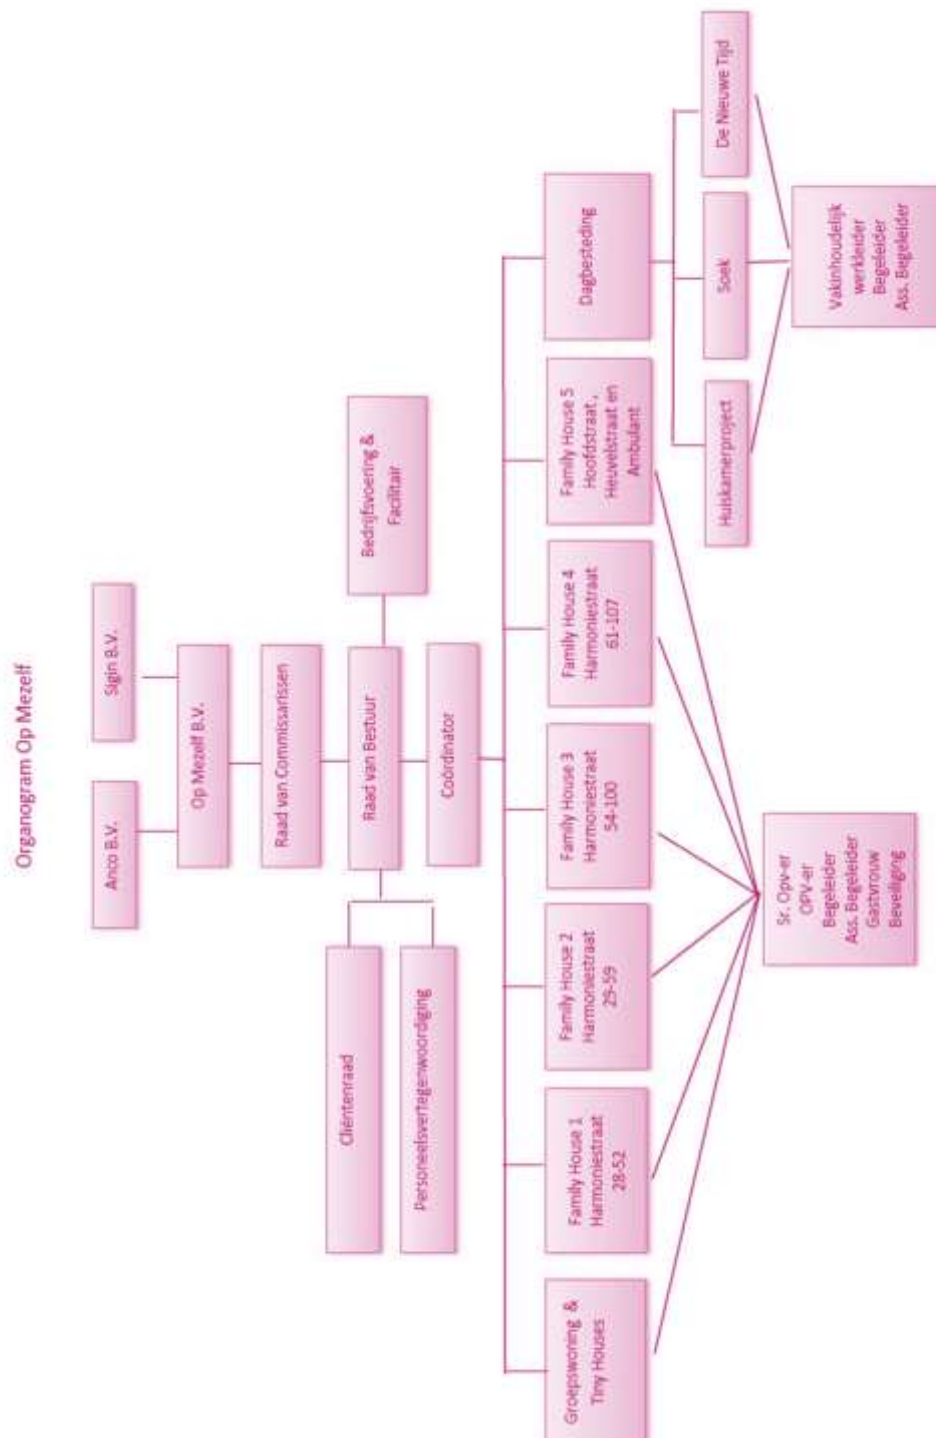 Organogram Op Mezelf
Anco B.V.
Sigin B.V.
Op Mezelf B.V.
Raad van Commissarissen
Raad van Bestuur
Bedrijfsvoering &
Facilitair
Cliëntenraad
Personeelsvertegenwoordiging
Coördinator
Groepswoning &
Tiny Houses
Family House 1
Harmoniestraat
28-52
Family House 2
Harmoniestraat
29-59
Family House 3
Harmoniestraat
54-100
Family House 4
Harmoniestraat
61-107
Family House 5
Hoofdstraat ,
Heuvelstraat en
Ambulant
Dagbesteding
Huiskamerproject
Soek
De Nieuwe Tijd
Sr. Opv-er
OPV-er
Begeleider
Ass. Begeleider
Gastvrouw
Beveiliging
Vakinhoudelijk
werkleider
Begeleider
Ass. Begeleider